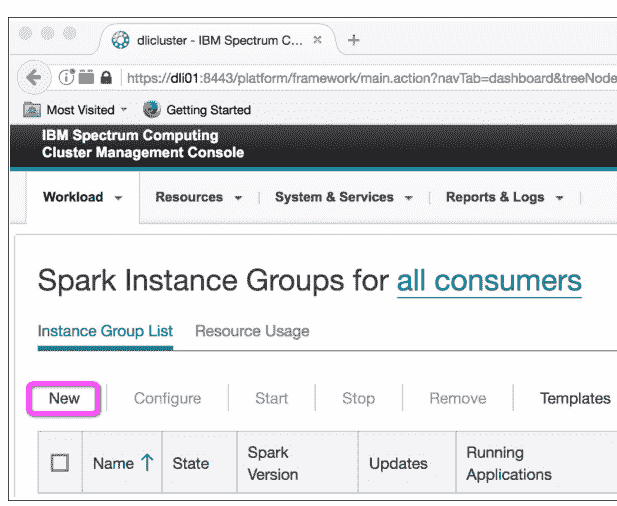 dlicluster - IBM Spectrum C...
https://dli01:8443/platform/framework/main.action?navTab=dashboard&treeNode
Most Visited Getting Started
IBM Spectrum Computing
Cluster Management Console
Workload Resources System & Services Reports & Logs
Spark Instance Groups for all consumers
Instance Group List Resource Usage
New Configure Start Stop Remove Templates
Name State Spark Version Updates Running Applications